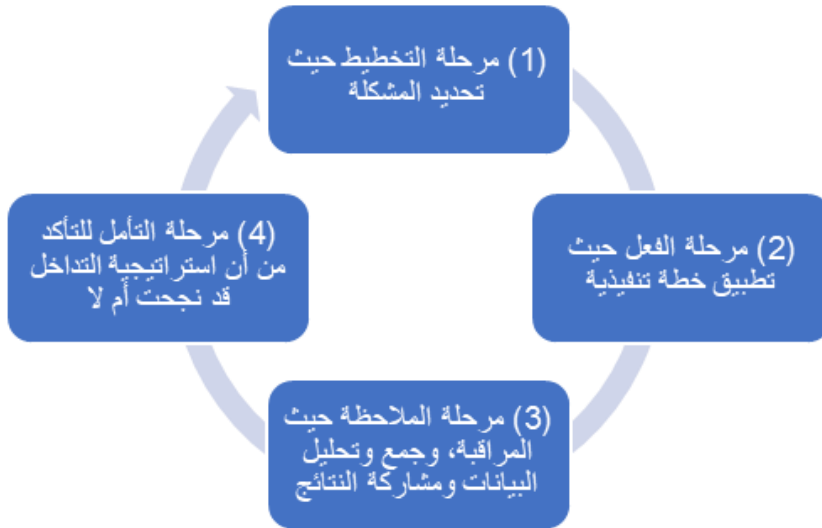 (1) مرحلة التخطيط حيث
تحديد المشكلة
(2) مرحلة الفعل حيث
تطبيق خطة تنفيذية
(3) مرحلة الملاحظة حيث
المراقبة، وجمع وتحليل
البيانات ومشاركة النتائج
(4) مرحلة التأمل للتأكد
من أن استراتيجية التداخل
قد نجحت أم لا